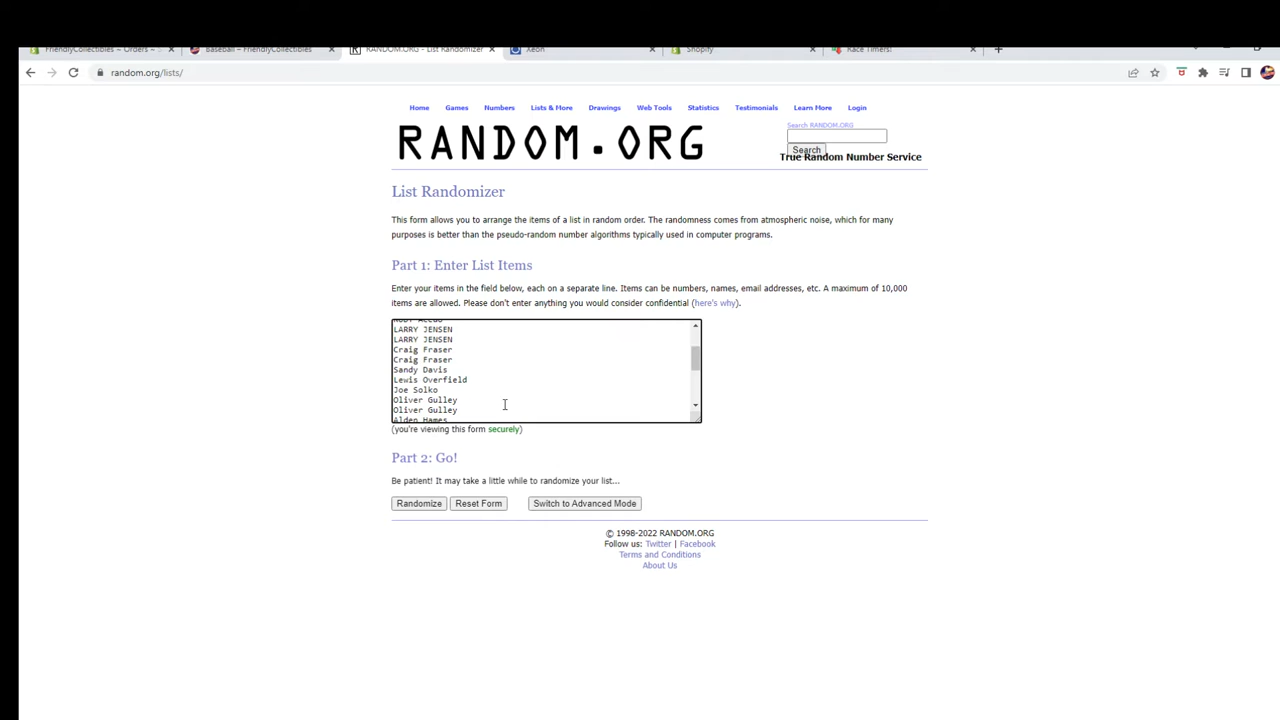 FriendlyCollectibles ~ Orders ~ S
Baseball – FriendlyCollectibles
RANDOM.ORG - List Randomizer
Xeon
Shopify
Race Timers!
random.org/lists/
Home Games Numbers Lists & More Drawings Web Tools Statistics Testimonials Learn More Login
RANDOM.ORG
Search RANDOM.ORG
Search
True Random Number Service
List Randomizer
This form allows you to arrange the items of a list in random order. The randomness comes from atmospheric noise, which for many
purposes is better than the pseudo-random number algorithms typically used in computer programs.
Part 1: Enter List Items
Enter your items in the field below, each on a separate line. Items can be numbers, names, email addresses, etc. A maximum of 10,000
items are allowed. Please don't enter anything you would consider confidential (here's why).
LARRY JENSEN
LARRY JENSEN
Craig Fraser
Craig Fraser
Sandy Davis
Lewis Overfield
Joe Solko
Oliver Gulley
Oliver Gulley
Alden Hames
(you're viewing this form securely)
Part 2: Go!
Be patient! It may take a little while to randomize your list...
Randomize Reset Form Switch to Advanced Mode
© 1998-2022 RANDOM.ORG
Follow us: Twitter | Facebook
Terms and Conditions
About Us